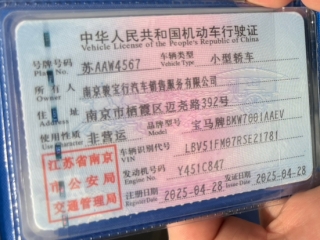 中华人民共和国机动车行驶证
Vehicle License of the People's Republic of China
号牌号码 Plate No. 苏AAW4567 车辆类型 Vehicle Type 小型轿车
所有人 Owner 南京骏宝行汽车销售服务有限公司
住址 Address 南京市栖霞区迈尧路392号
使用性质 Use Character 非营运 品牌型号 Model 宝马牌BMW7001AAEV
江苏省南京市公安局交通管理局
车辆识别代号 VIN LBV51FW07RSE21781
发动机号码 Engine No. Y451C847
注册日期 Register Date 2025-04-28 发证日期 Issue Date 2025-04-28